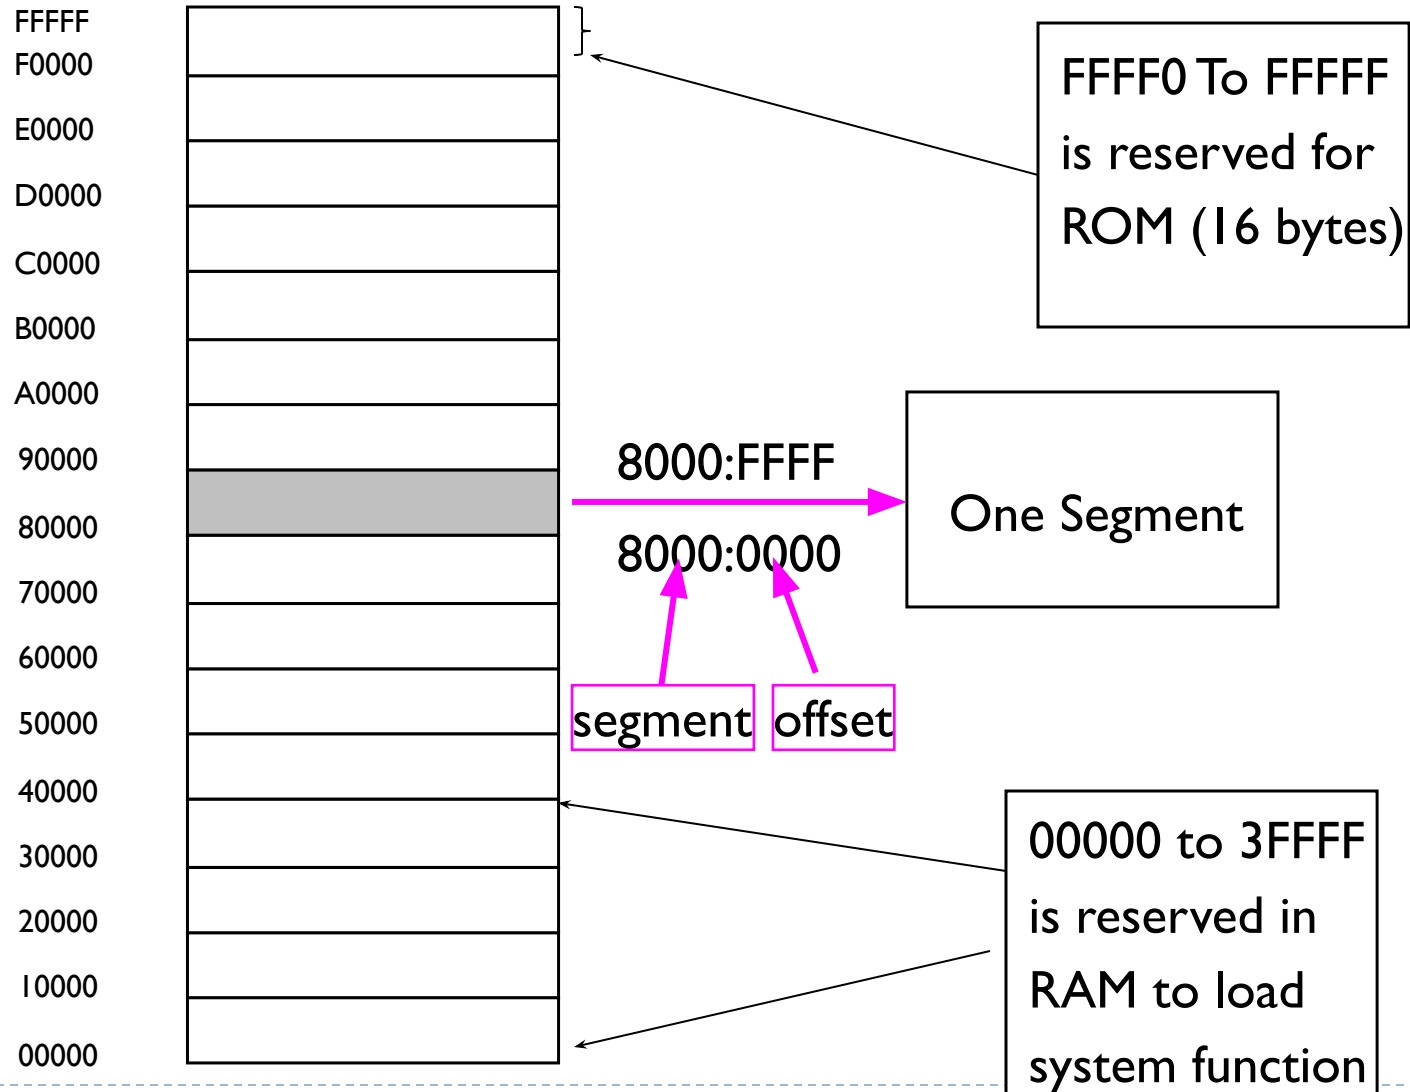 FFFFF
F0000
E0000
D0000
C0000
B0000
A0000
90000
80000
70000
60000
50000
40000
30000
20000
10000
00000
FFFF0 To FFFFF
is reserved for
ROM (16 bytes)
8000:FFFF
8000:0000
One Segment
segment
offset
00000 to 3FFFF
is reserved in
RAM to load
system function